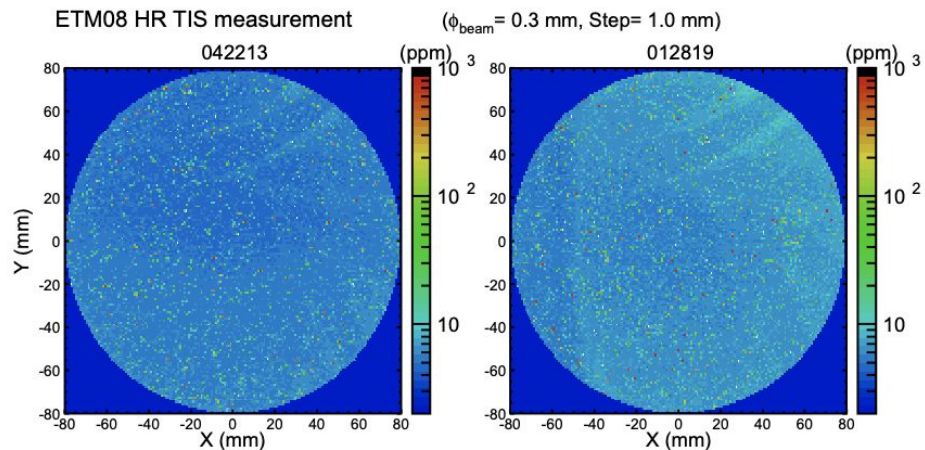 ETM08 HR TIS measurement (ϕbeam= 0.3 mm, Step= 1.0 mm)
042213 (ppm) 012819 (ppm)
80 10^3 80 10^3
60 60
40 40
20 10^2 20 10^2
Y (mm)
0 0
-20 -20
10 10
-40 -40
-60 -60
-80 -80
-80 -60 -40 -20 0 20 40 60 80 -80 -60 -40 -20 0 20 40 60 80
X (mm) X (mm)